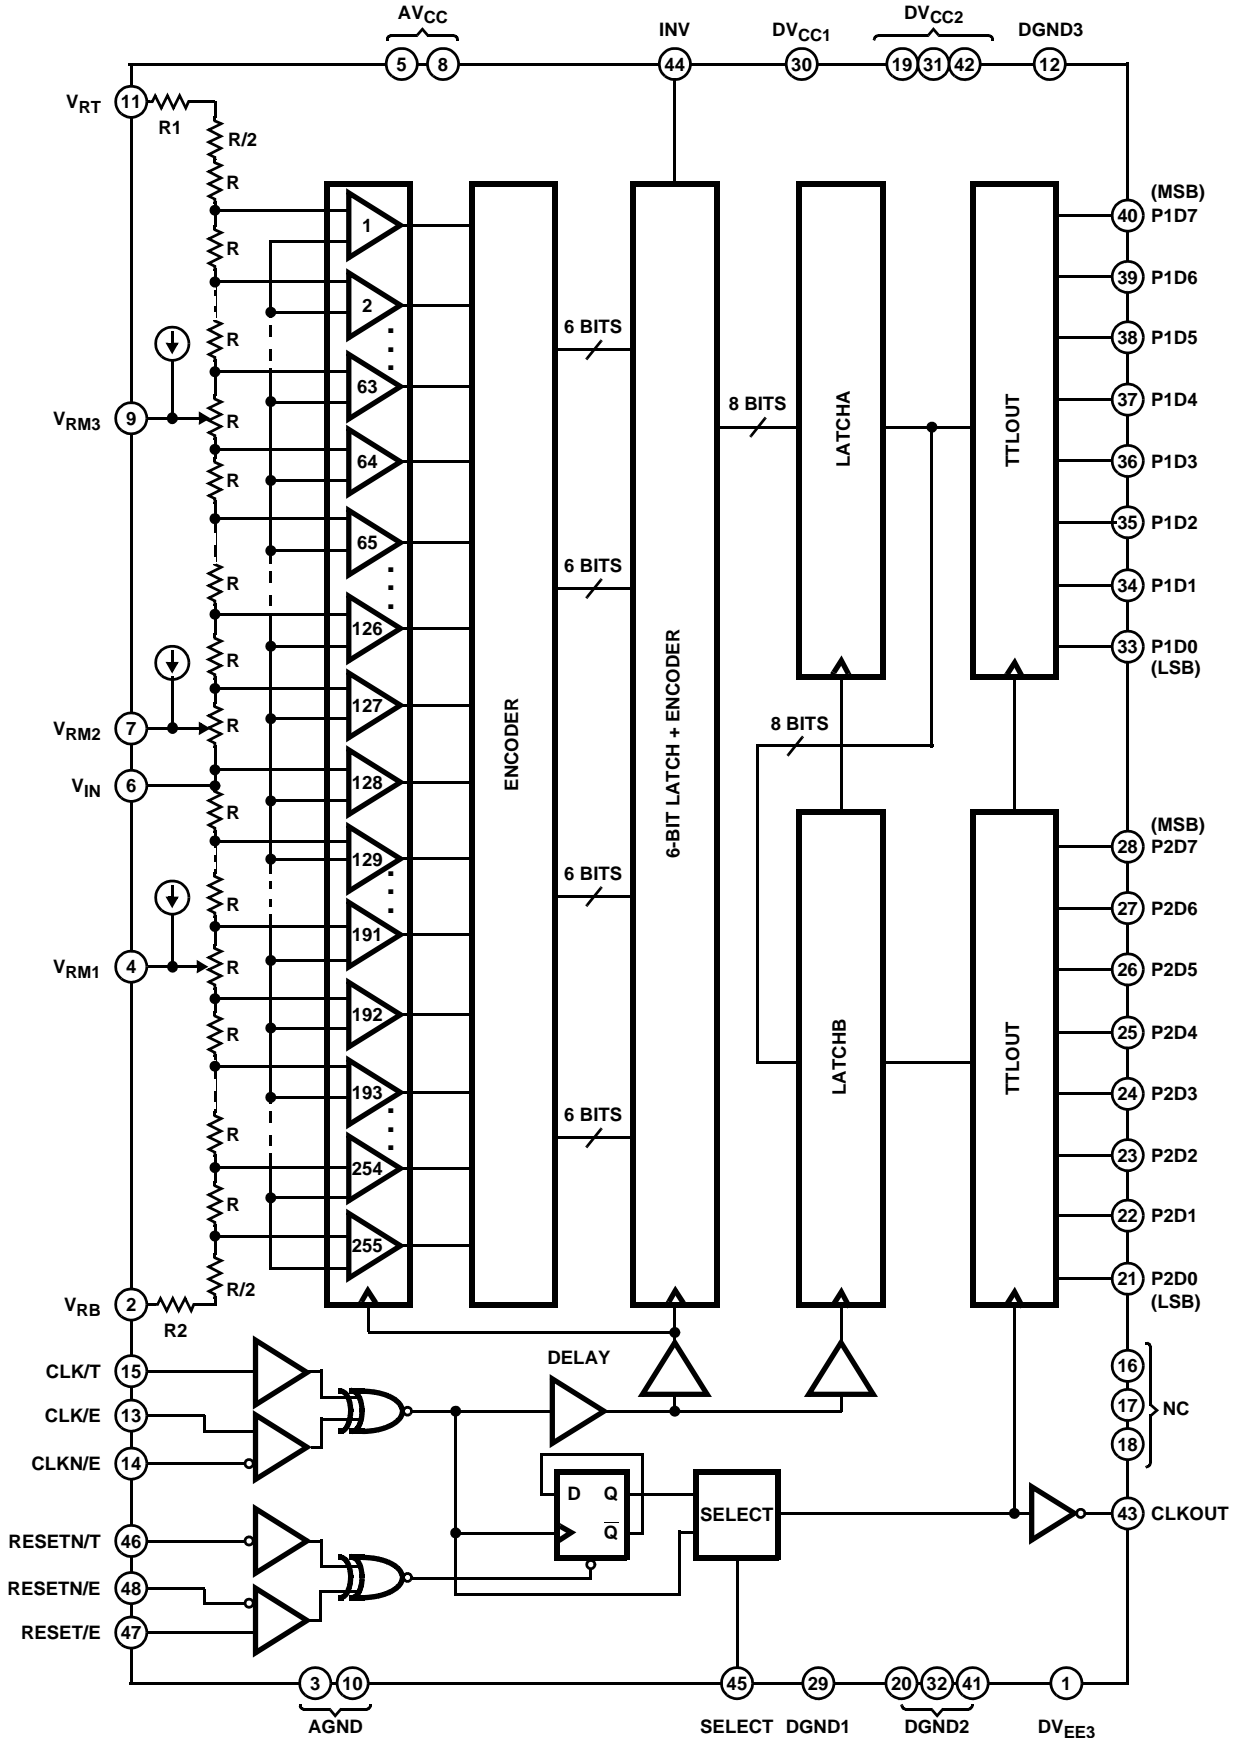 AVCC
INV
DVCC1
DVCC2
DGND3
5
8
44
30
19
31
42
12
VRT
11
R1
R/2
R
R
R
VRM3
9
R
R
R
R
VRM2
7
R
VIN
6
R
R
VRM1
4
R
R
R
R
R/2
VRB
2
R2
1
2
63
64
65
126
127
128
129
191
192
193
254
255
ENCODER
6 BITS
6 BITS
6 BITS
6 BITS
6-BIT LATCH + ENCODER
8 BITS
LATCHA
TTLOUT
8 BITS
LATCHB
TTLOUT
(MSB)
40 P1D7
39 P1D6
38 P1D5
37 P1D4
36 P1D3
35 P1D2
34 P1D1
33 P1D0
(LSB)
(MSB)
28 P2D7
27 P2D6
26 P2D5
25 P2D4
24 P2D3
23 P2D2
22 P2D1
21 P2D0
(LSB)
16
17
18
NC
CLK/T 15
CLK/E 13
CLKN/E 14
DELAY
D Q
Q
SELECT
43 CLKOUT
RESETN/T 46
RESETN/E 48
RESET/E 47
3
10
45
29
20
32
41
1
AGND
SELECT
DGND1
DGND2
DVEE3